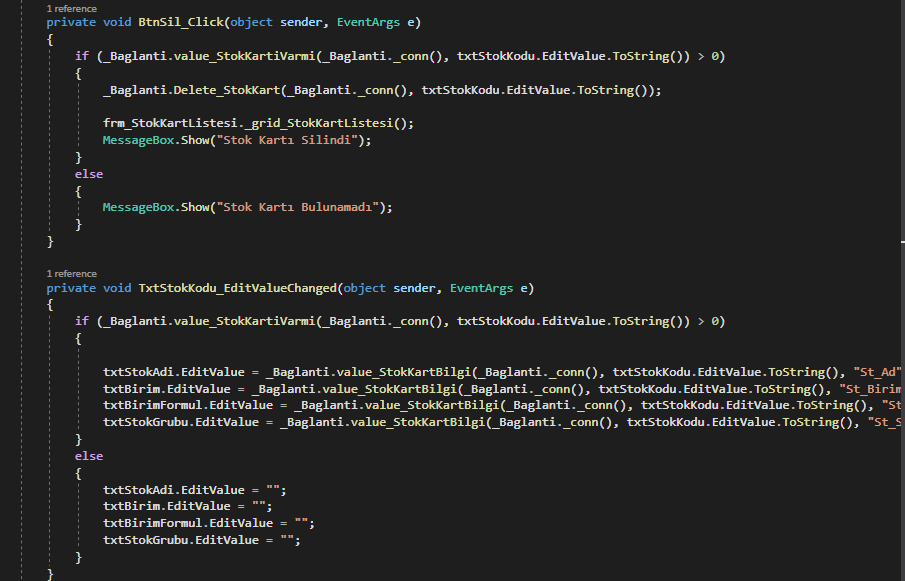 1 reference
private void BtnSil_Click(object sender, EventArgs e)
{
if (_Baglanti.value_StokKartiVarmi(_Baglanti._conn(), txtStokKodu.EditValue.ToString()) > 0)
{
_Baglanti.Delete_StokKart(_Baglanti._conn(), txtStokKodu.EditValue.ToString());
frm_StokKartListesi._grid_StokKartListesi();
MessageBox.Show("Stok Kartı Silindi");
}
else
{
MessageBox.Show("Stok Kartı Bulunamadı");
}
}
1 reference
private void TxtStokKodu_EditValueChanged(object sender, EventArgs e)
{
if (_Baglanti.value_StokKartiVarmi(_Baglanti._conn(), txtStokKodu.EditValue.ToString()) > 0)
{
txtStokAdi.EditValue = _Baglanti.value_StokKartBilgi(_Baglanti._conn(), txtStokKodu.EditValue.ToString(), "St_Ad"
txtBirim.EditValue = _Baglanti.value_StokKartBilgi(_Baglanti._conn(), txtStokKodu.EditValue.ToString(), "St_Birim
txtBirimFormul.EditValue = _Baglanti.value_StokKartBilgi(_Baglanti._conn(), txtStokKodu.EditValue.ToString(), "St
txtStokGrubu.EditValue = _Baglanti.value_StokKartBilgi(_Baglanti._conn(), txtStokKodu.EditValue.ToString(), "St_S
}
else
{
txtStokAdi.EditValue = "";
txtBirim.EditValue = "";
txtBirimFormul.EditValue = "";
txtStokGrubu.EditValue = "";
}
}